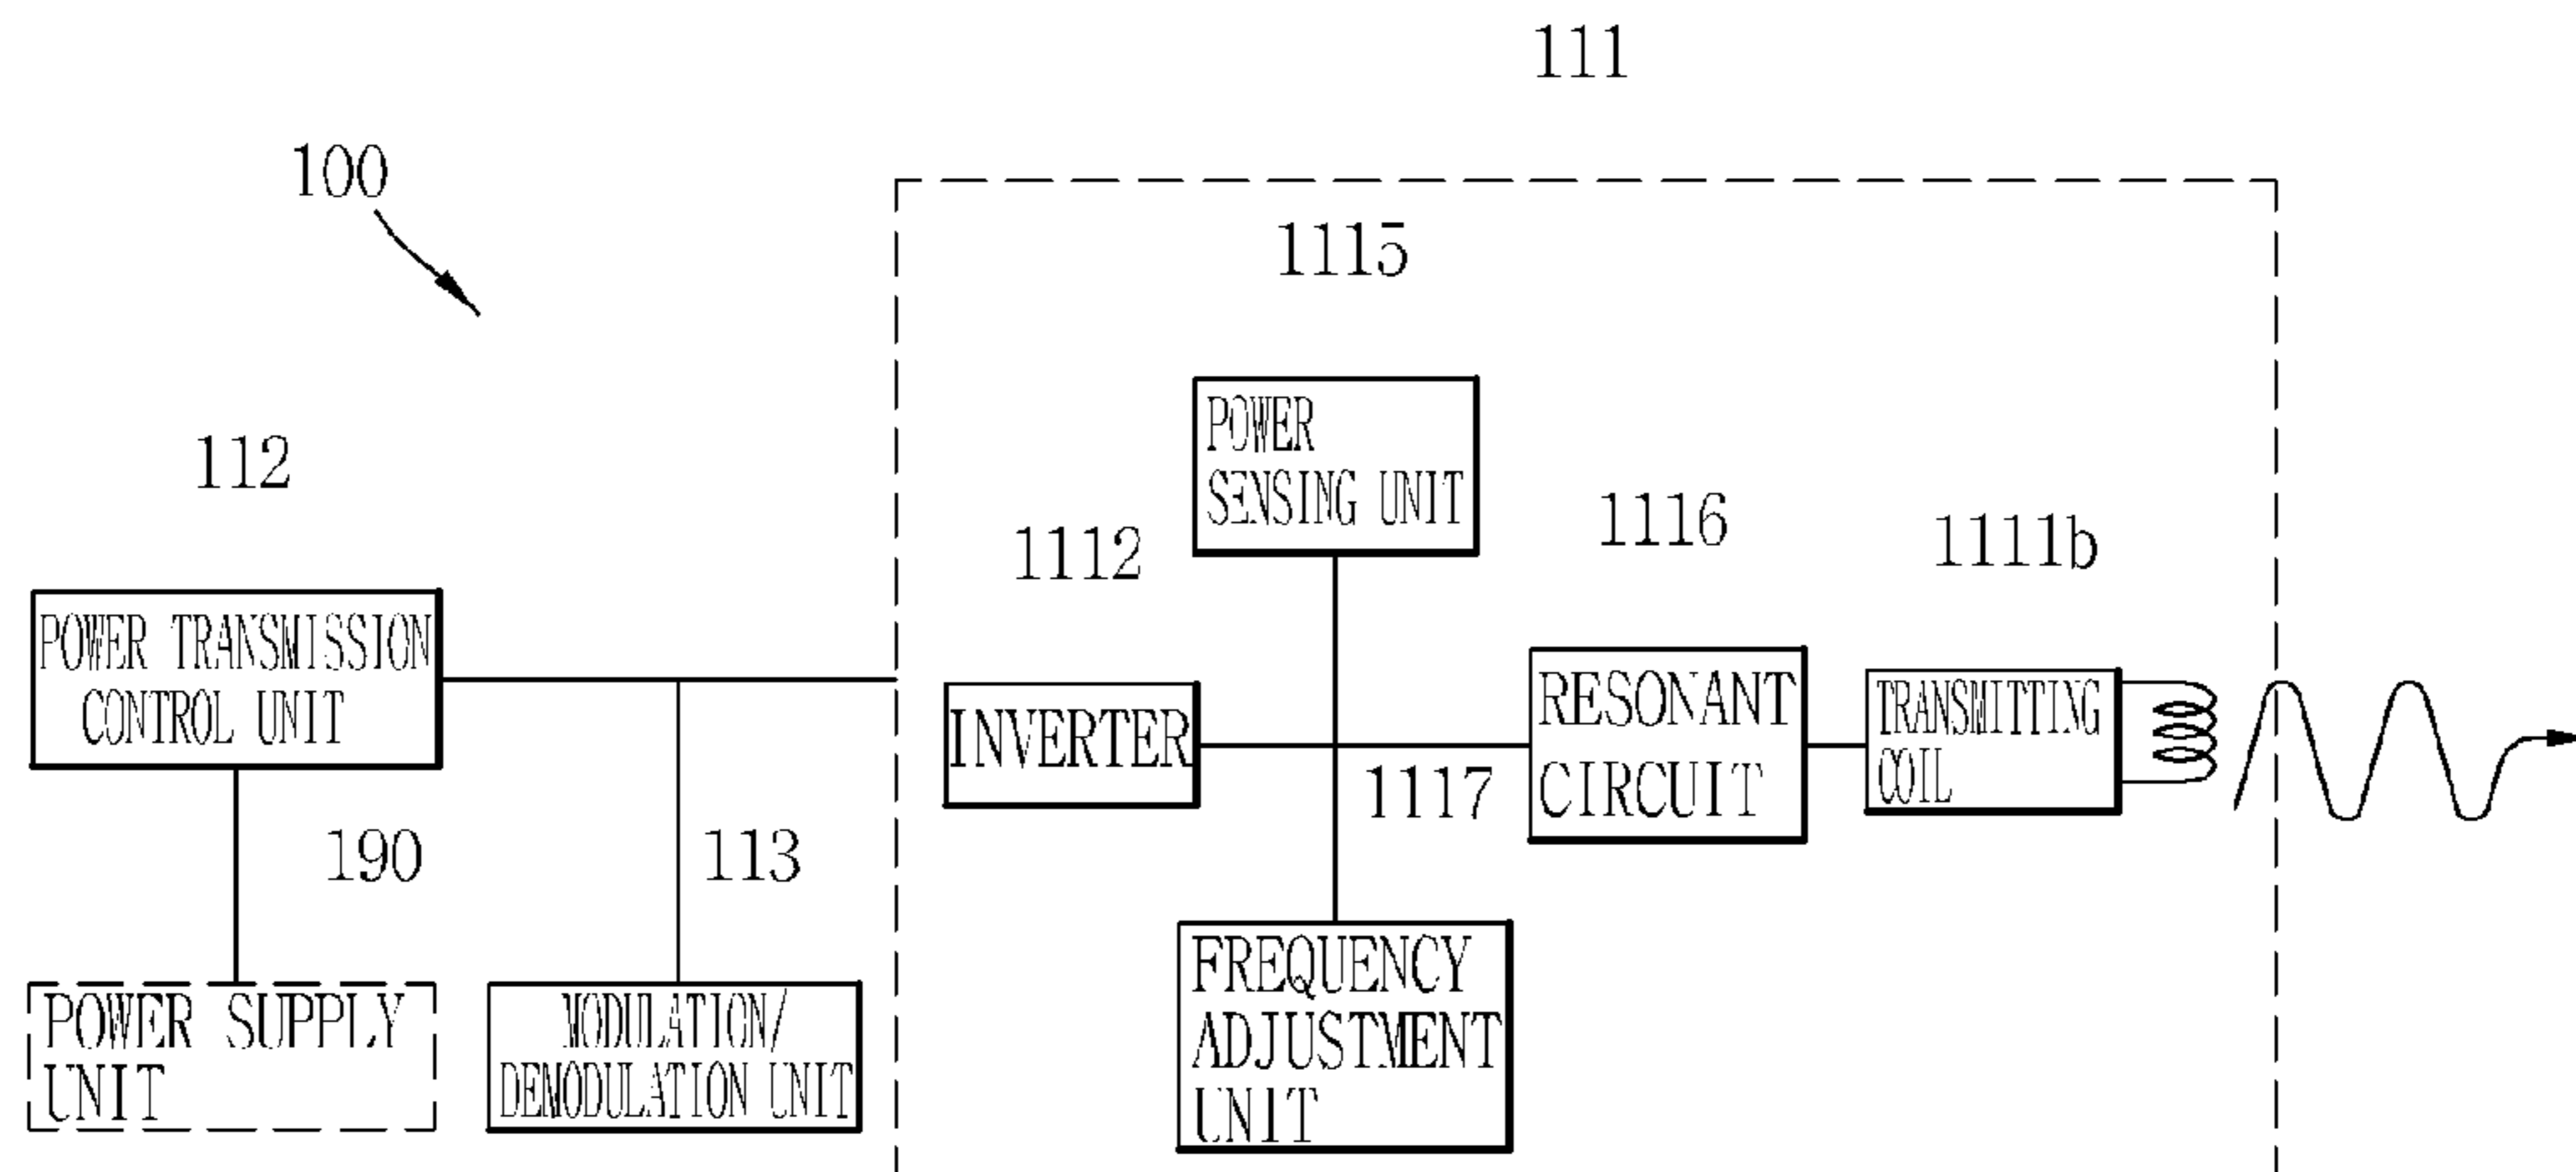 111
100
1115
POWER
SENSING UNIT
112
1112
1116
1111b
POWER TRANSMISSION
CONTROL UNIT
INVERTER
RESONANT
CIRCUIT
TRANSMITTING
COIL
1117
190
113
POWER SUPPLY
UNIT
MODULATION/
DEMODULATION UNIT
FREQUENCY
ADJUSTMENT
UNIT